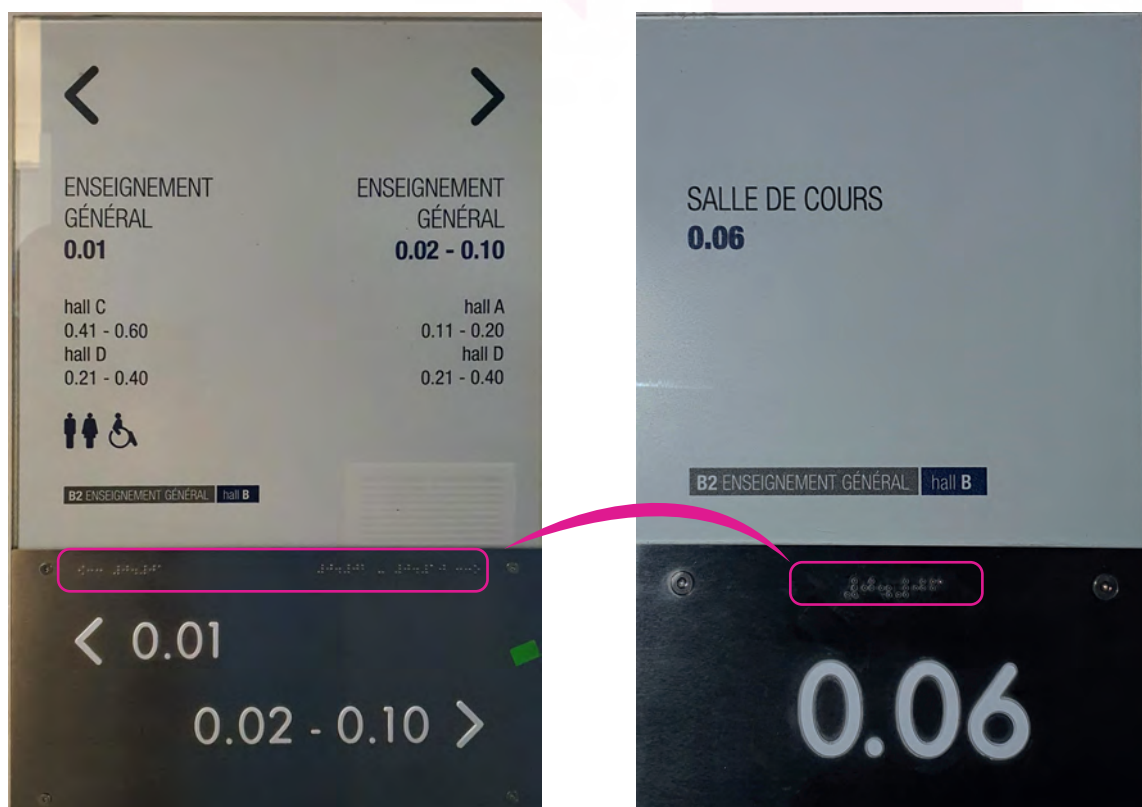 ENSEIGNEMENT
GÉNÉRAL
0.01
hall C
0.41 - 0.60
hall D
0.21 - 0.40
ENSEIGNEMENT
GÉNÉRAL
0.02 - 0.10
hall A
0.11 - 0.20
hall D
0.21 - 0.40
B2 ENSEIGNEMENT GÉNÉRAL hall B
0.01
0.02 - 0.10
SALLE DE COURS
0.06
B2 ENSEIGNEMENT GÉNÉRAL hall B
0.06